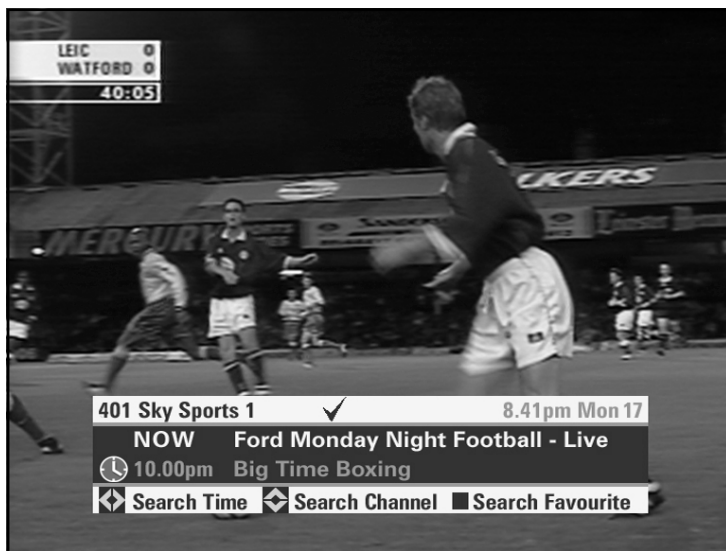 LEIC 0
WATFORD 0
40:05
WALKERS
MERCURY
401 Sky Sports 1 8.41pm Mon 17
NOW Ford Monday Night Football - Live
10.00pm Big Time Boxing
Search Time Search Channel Search Favourite